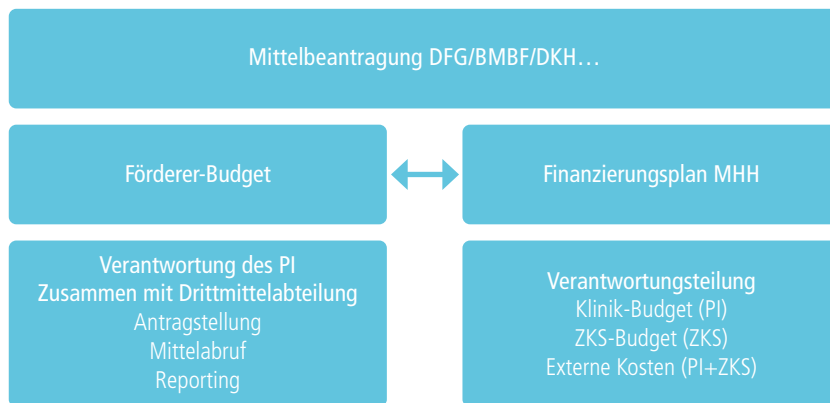 Mittelbeantragung DFG/BMBF/DKH…
Förderer-Budget
Finanzierungsplan MHH
Verantwortung des PI
Zusammen mit Drittmittelabteilung
Antragstellung
Mittelabruf
Reporting
Verantwortungsteilung
Klinik-Budget (PI)
ZKS-Budget (ZKS)
Externe Kosten (PI+ZKS)